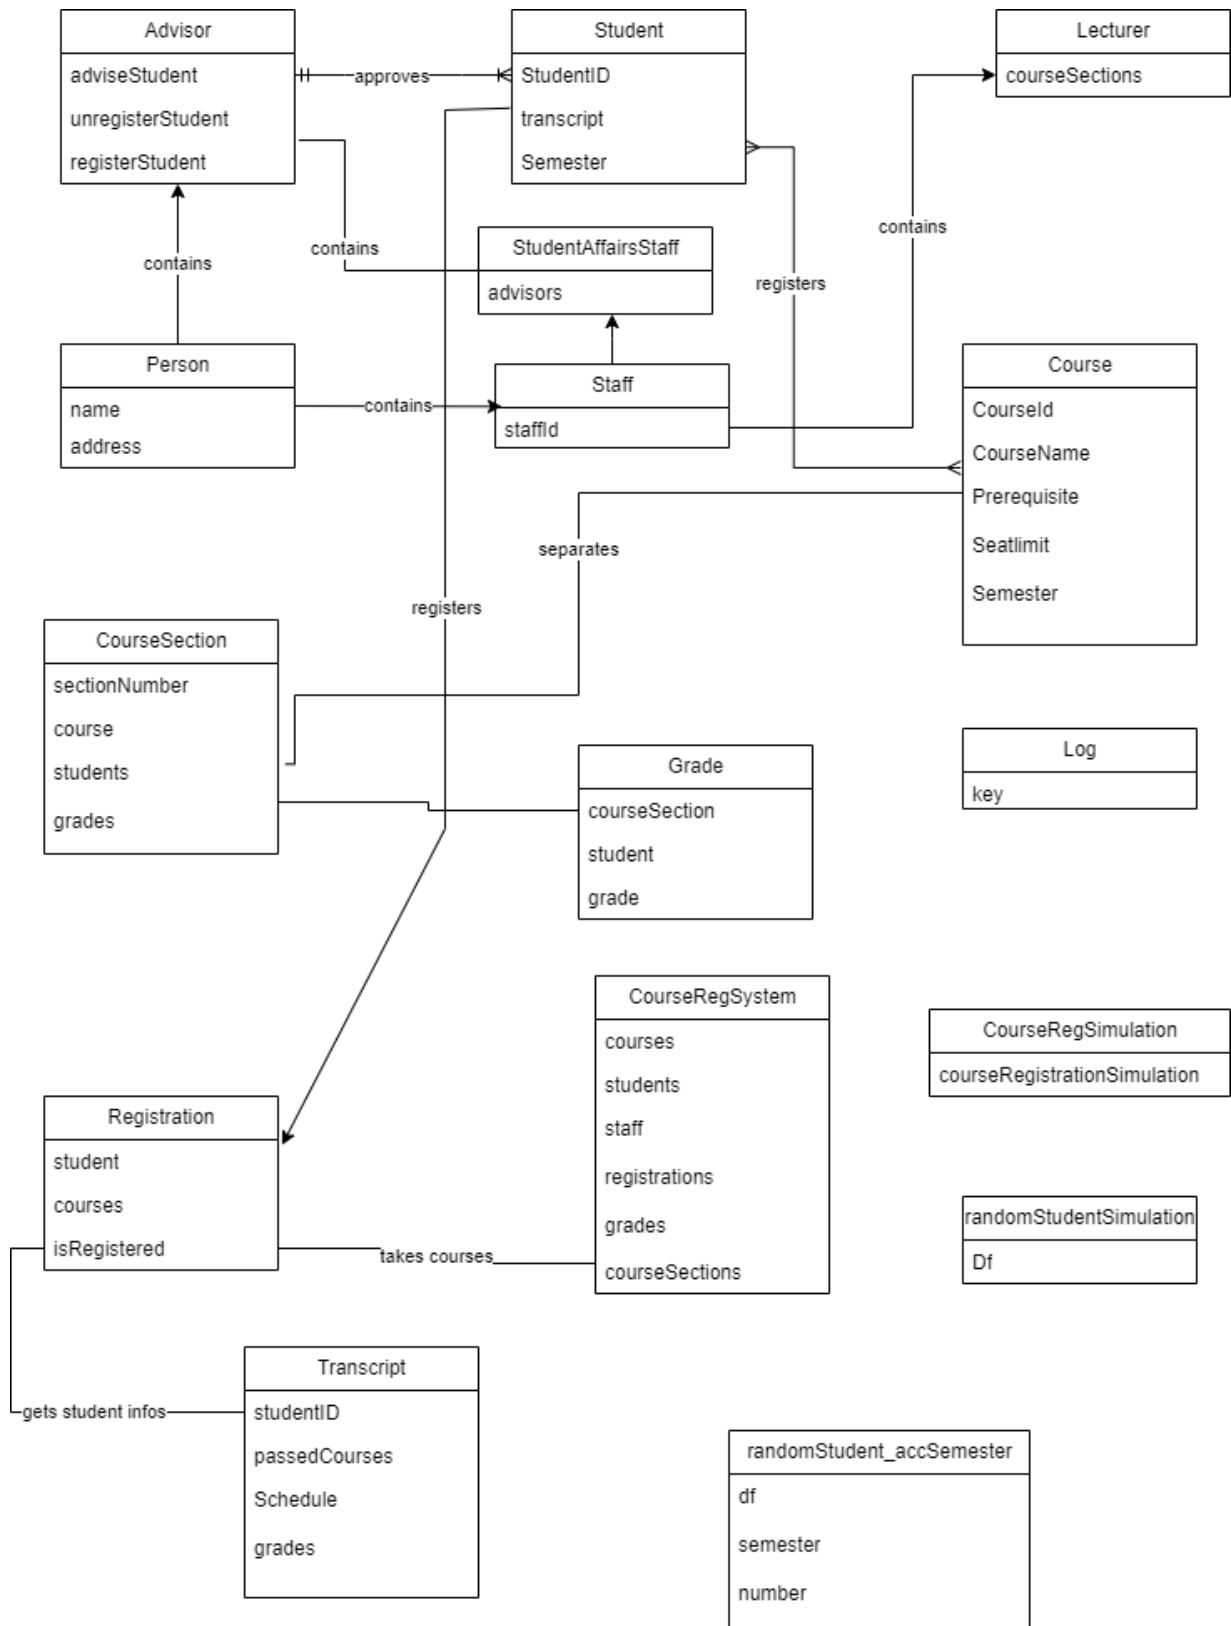 Advisor
adviseStudent
unregisterStudent
registerStudent
approves
Student
StudentID
transcript
Semester
Lecturer
courseSections
contains
contains
StudentAffairsStaff
advisors
contains
registers
Person
name
address
contains
Staff
staffId
Course
CourseId
CourseName
Prerequisite
Seatlimit
Semester
separates
registers
CourseSection
sectionNumber
course
students
grades
Grade
courseSection
student
grade
Log
key
CourseRegSystem
courses
students
staff
registrations
grades
courseSections
CourseRegSimulation
courseRegistrationSimulation
Registration
student
courses
isRegistered
takes courses
randomStudentSimulation
Df
gets student infos
Transcript
studentID
passedCourses
Schedule
grades
randomStudent_accSemester
df
semester
number